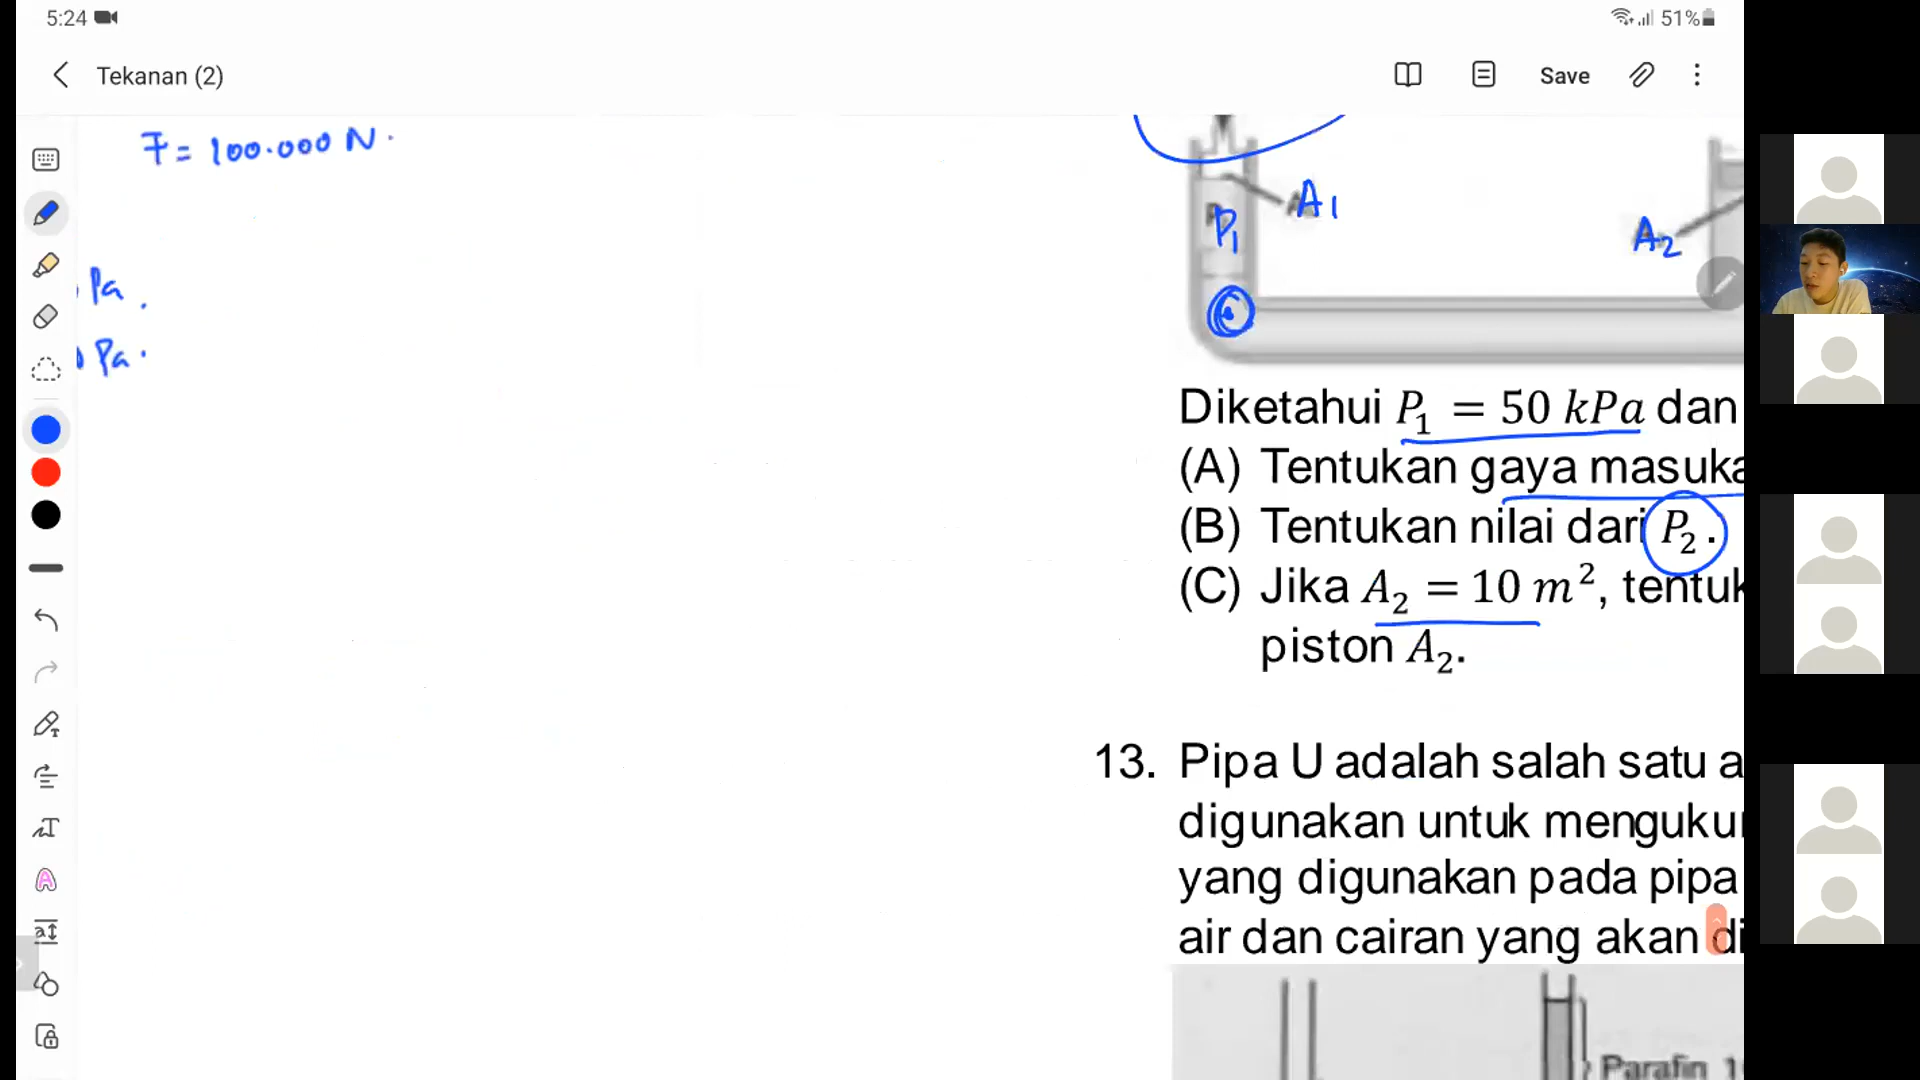 5:24
51%
Tekanan (2)
Save
F = 100.000 N.
Pa.
Pa.
A1
P1
A2
Diketahui P₁ = 50 kPa dan
(A) Tentukan gaya masuka
(B) Tentukan nilai dari P₂.
(C) Jika A₂ = 10 m², tentuk
piston A₂.
13. Pipa U adalah salah satu a
digunakan untuk mengukur
yang digunakan pada pipa
air dan cairan yang akan di
Parafin